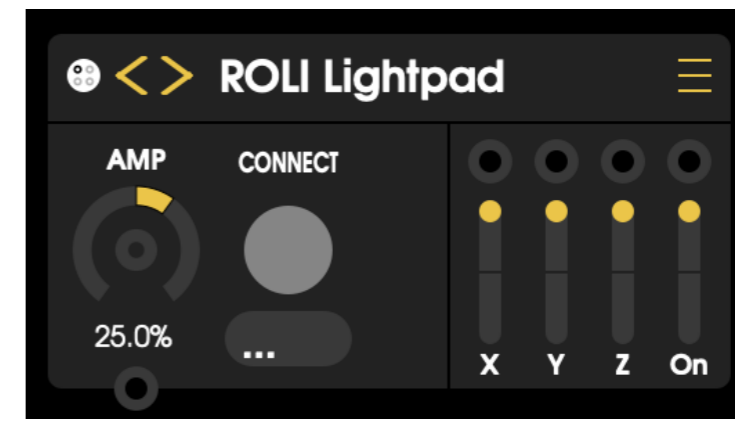 ROLI Lightpad
AMP
CONNECT
25.0%
...
X Y Z On